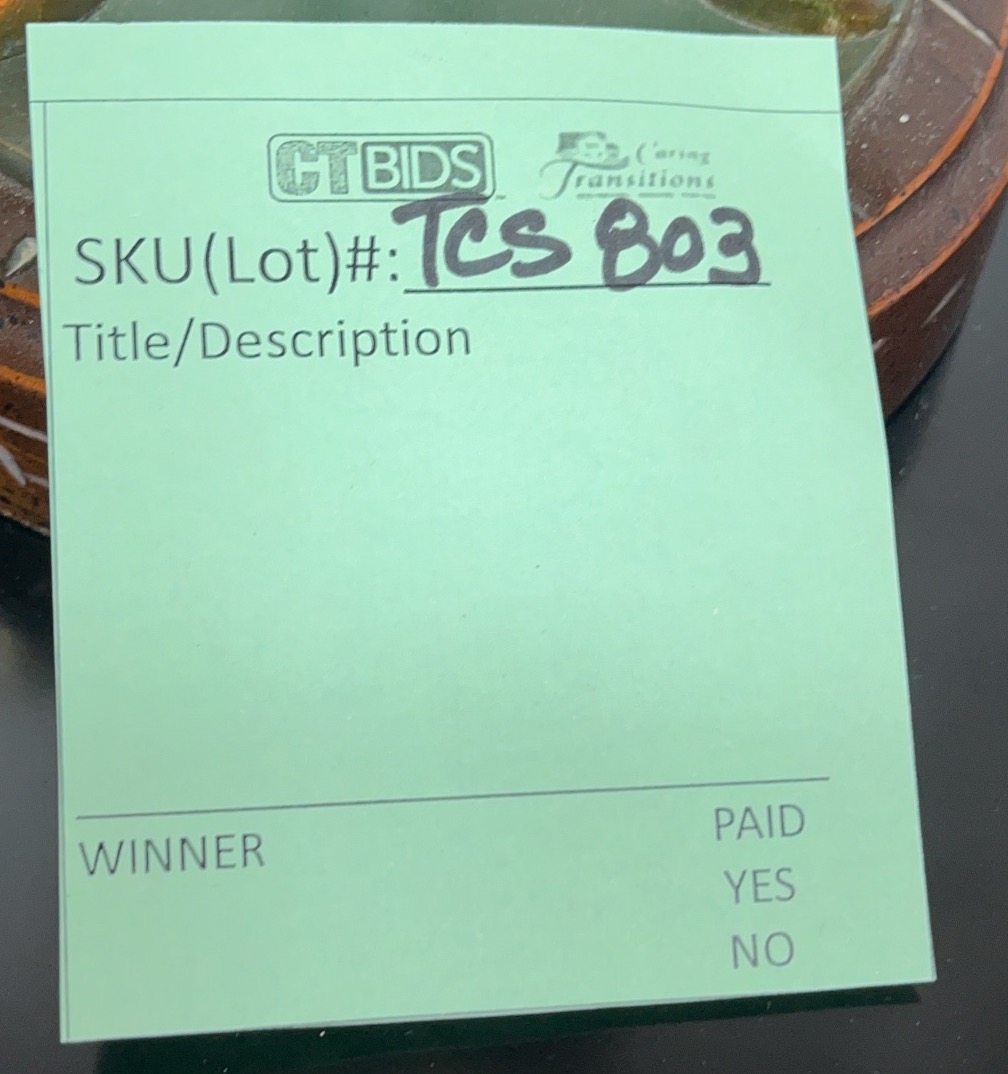 CTBIDS Caring Transitions
SKU(Lot)#: TCS 803
Title/Description
WINNER PAID
YES
NO